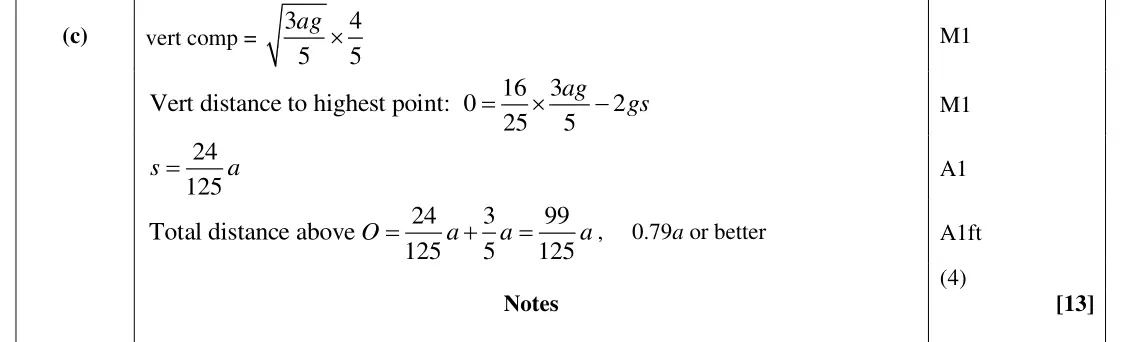 (c) vert comp = √(3ag/5) × 4/5 M1
Vert distance to highest point: 0 = 16/25 × 3ag/5 − 2gs M1
s = 24/125 a A1
Total distance above O = 24/125 a + 3/5 a = 99/125 a , 0.79a or better A1ft
(4)
Notes [13]